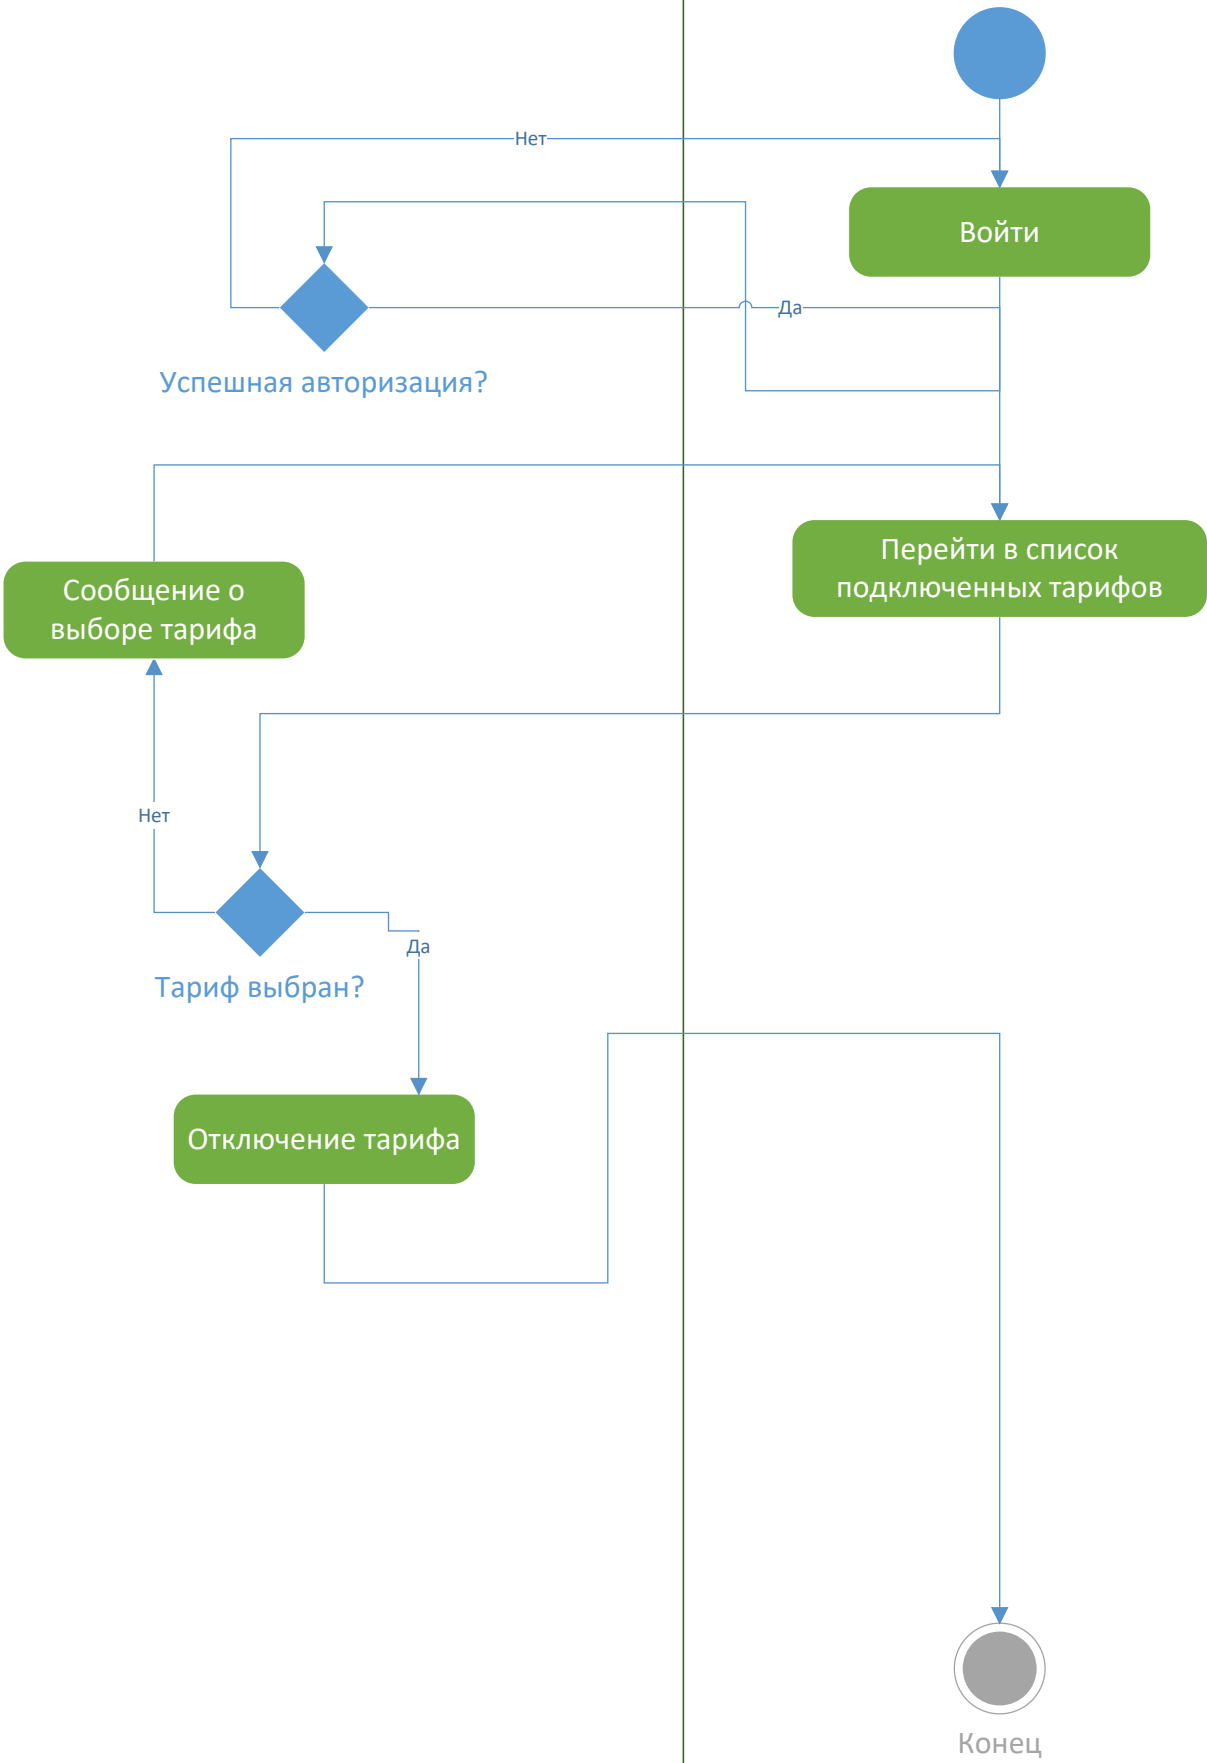 Нет
Войти
Да
Успешная авторизация?
Перейти в список
подключенных тарифов
Сообщение о
выборе тарифа
Нет
Да
Тариф выбран?
Отключение тарифа
Конец